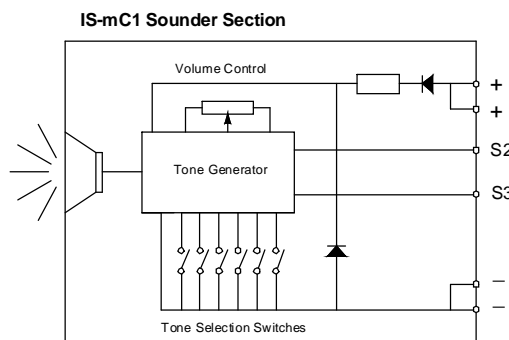 IS-mC1 Sounder Section
Volume Control
+
+
Tone Generator
S2
S3
–
–
Tone Selection Switches